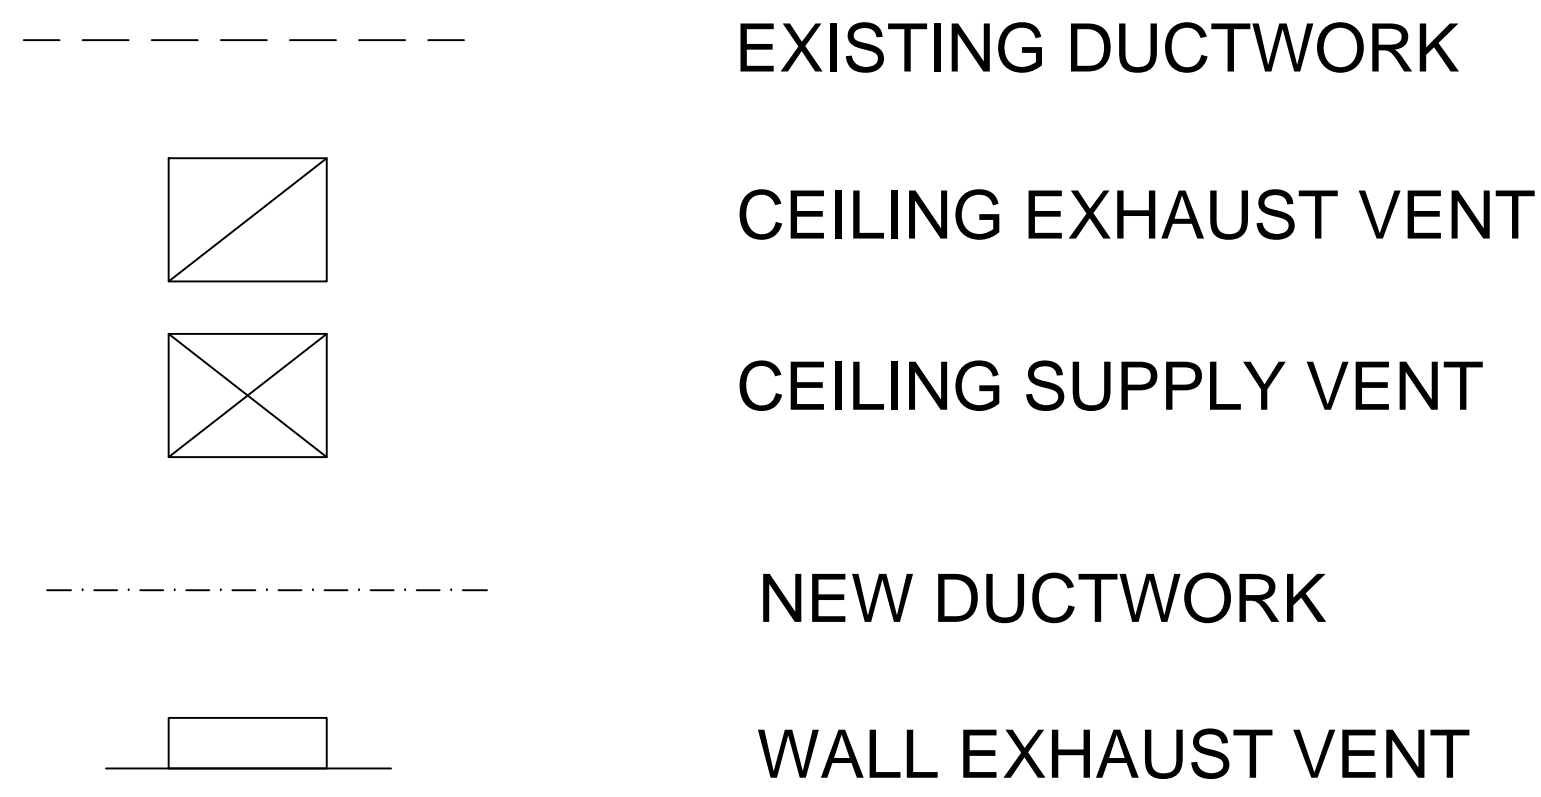 EXISTING DUCTWORK
CEILING EXHAUST VENT
CEILING SUPPLY VENT
NEW DUCTWORK
WALL EXHAUST VENT